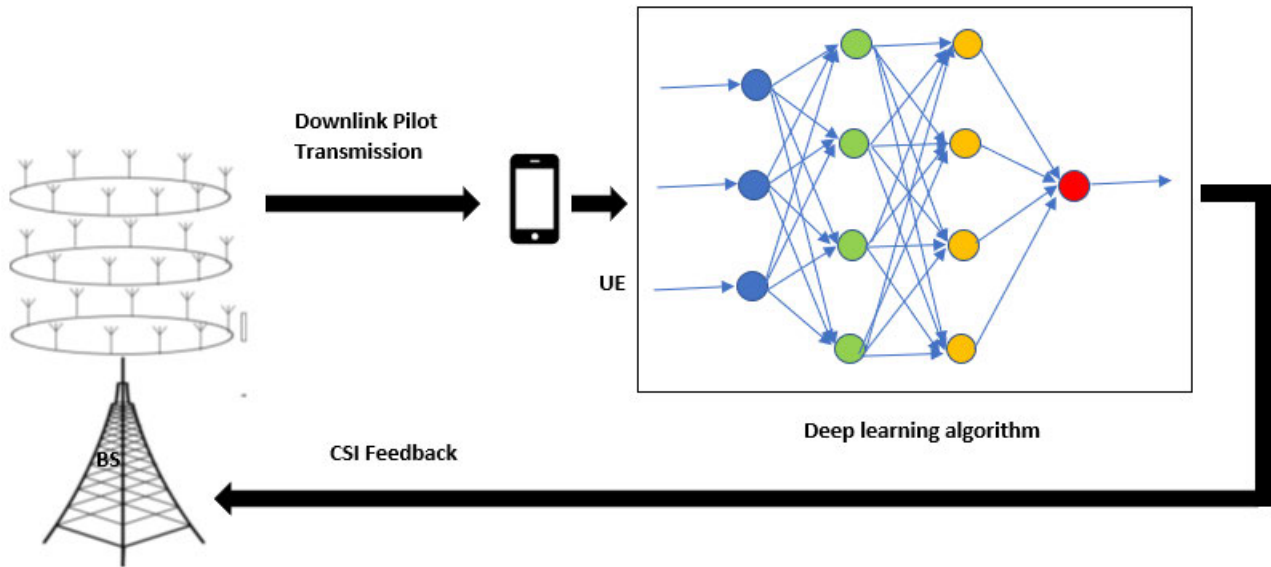 Downlink Pilot
Transmission
UE
Deep learning algorithm
CSI Feedback
BS